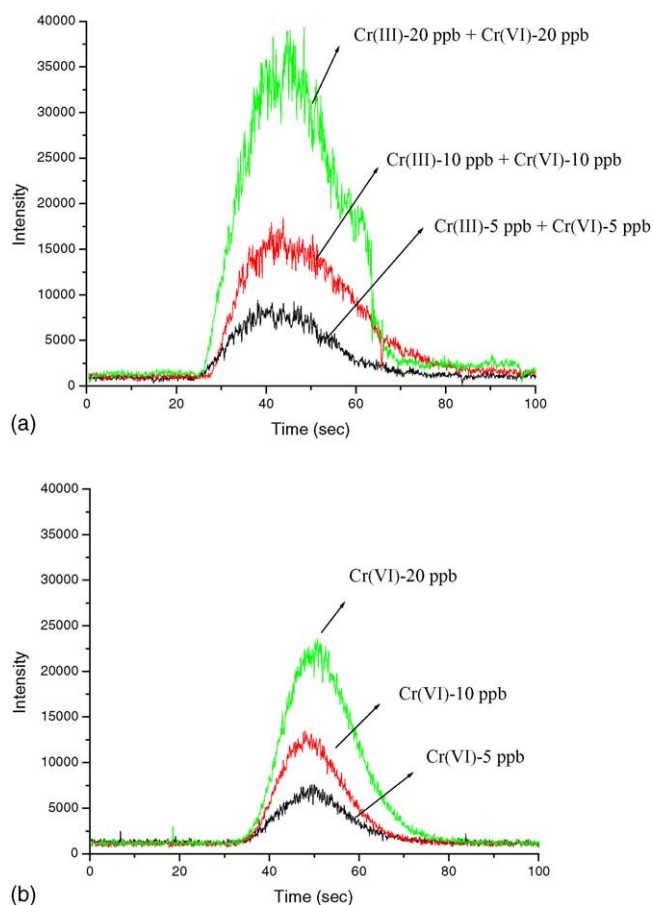 40000
Cr(III)-20 ppb + Cr(VI)-20 ppb
35000
30000
25000
Cr(III)-10 ppb + Cr(VI)-10 ppb
20000
Cr(III)-5 ppb + Cr(VI)-5 ppb
15000
10000
5000
0
Intensity
0 20 40 60 80 100
Time (sec)
(a)
40000
35000
30000
Cr(VI)-20 ppb
25000
20000
Cr(VI)-10 ppb
15000
Cr(VI)-5 ppb
10000
5000
0
Intensity
0 20 40 60 80 100
Time (sec)
(b)